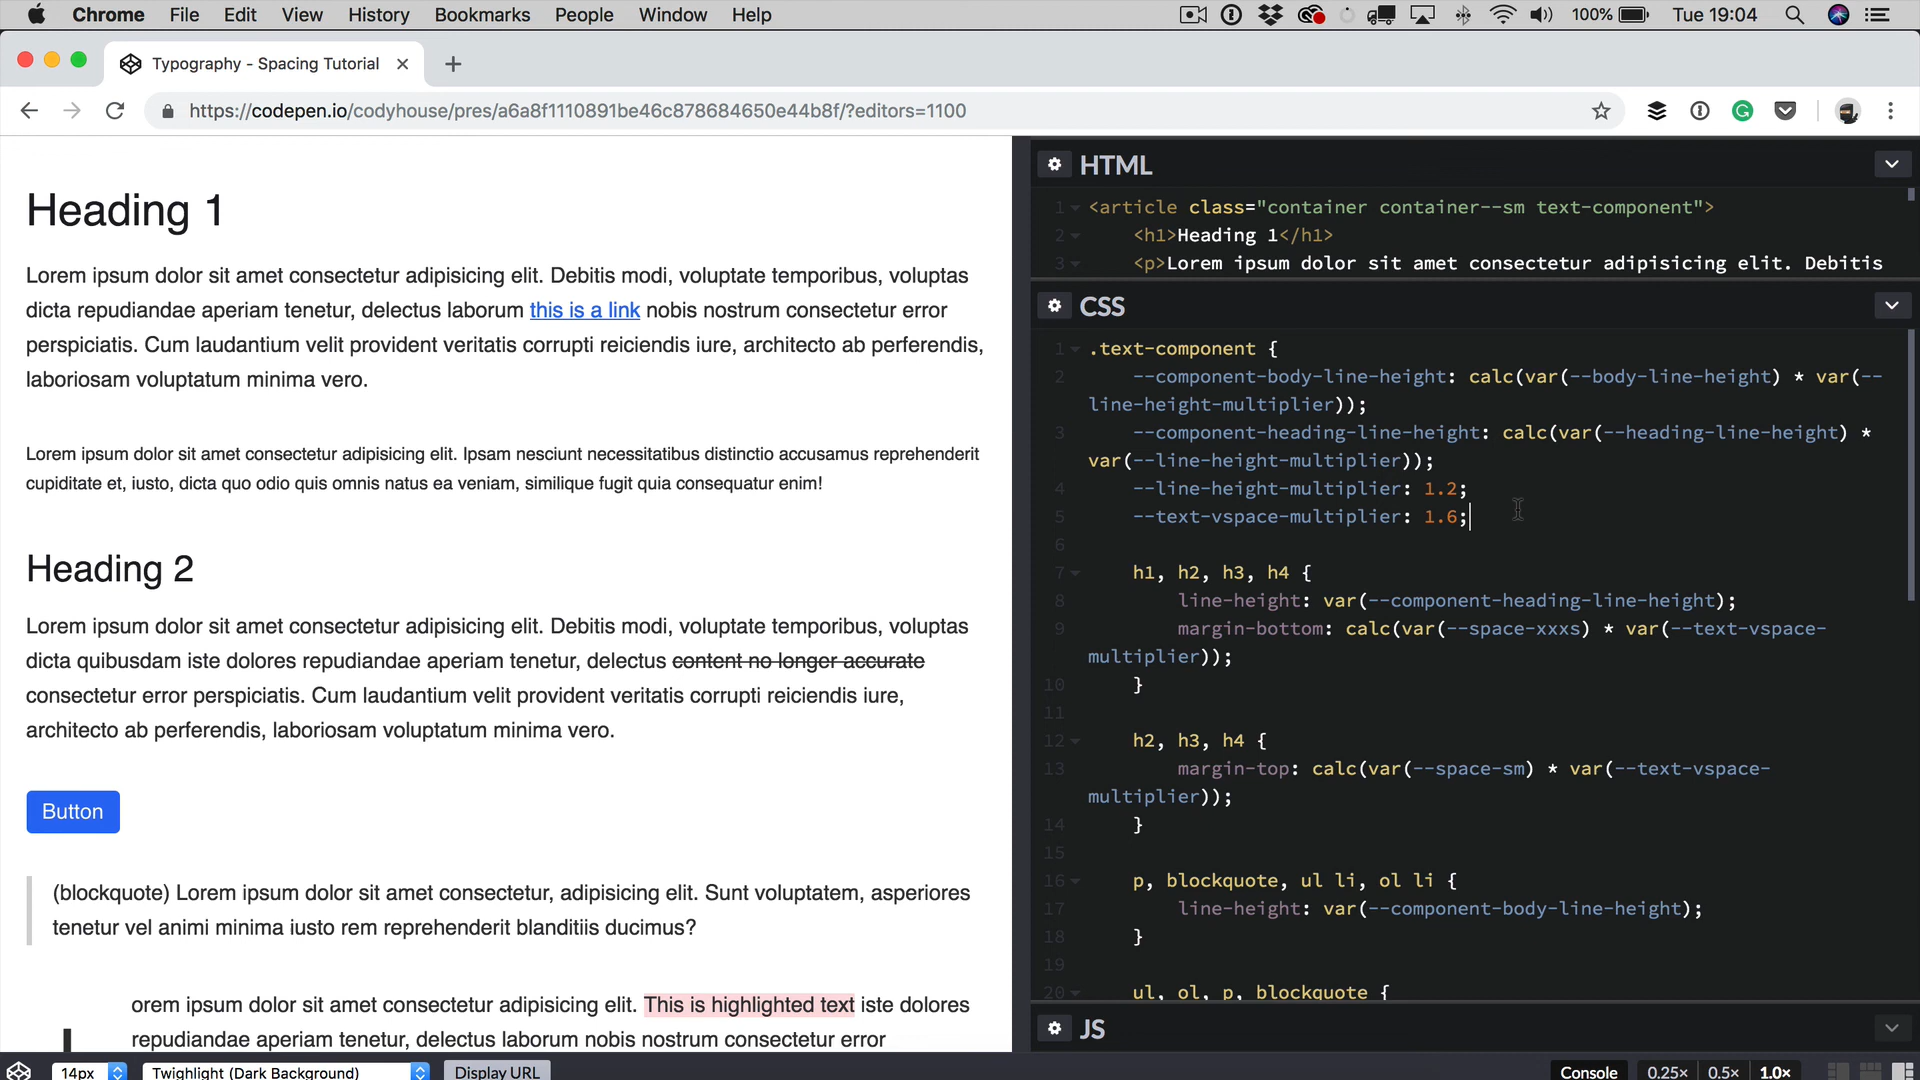 Chrome File Edit View History Bookmarks People Window Help 100% Tue 19:04
Typography - Spacing Tutorial
https://codepen.io/codyhouse/pres/a6a8f1110891be46c878684650e44b8f/?editors=1100
Heading 1
Lorem ipsum dolor sit amet consectetur adipisicing elit. Debitis modi, voluptate temporibus, voluptas
dicta repudiandae aperiam tenetur, delectus laborum this is a link nobis nostrum consectetur error
perspiciatis. Cum laudantium velit provident veritatis corrupti reiciendis iure, architecto ab perferendis,
laboriosam voluptatum minima vero.
Lorem ipsum dolor sit amet consectetur adipisicing elit. Ipsam nesciunt necessitatibus distinctio accusamus reprehenderit
cupiditate et, iusto, dicta quo odio quis omnis natus ea veniam, similique fugit quia consequatur enim!
Heading 2
Lorem ipsum dolor sit amet consectetur adipisicing elit. Debitis modi, voluptate temporibus, voluptas
dicta quibusdam iste dolores repudiandae aperiam tenetur, delectus content no longer accurate
consectetur error perspiciatis. Cum laudantium velit provident veritatis corrupti reiciendis iure,
architecto ab perferendis, laboriosam voluptatum minima vero.
Button
(blockquote) Lorem ipsum dolor sit amet consectetur, adipisicing elit. Sunt voluptatem, asperiores
tenetur vel animi minima iusto rem reprehenderit blanditiis ducimus?
orem ipsum dolor sit amet consectetur adipisicing elit. This is highlighted text iste dolores
repudiandae aperiam tenetur, delectus laborum nobis nostrum consectetur error
HTML
1 <article class="container container--sm text-component">
2 <h1>Heading 1</h1>
3 <p>Lorem ipsum dolor sit amet consectetur adipisicing elit. Debitis
CSS
1 .text-component {
2 --component-body-line-height: calc(var(--body-line-height) * var(--
line-height-multiplier));
3 --component-heading-line-height: calc(var(--heading-line-height) *
var(--line-height-multiplier));
4 --line-height-multiplier: 1.2;
5 --text-vspace-multiplier: 1.6;
6
7 h1, h2, h3, h4 {
8 line-height: var(--component-heading-line-height);
9 margin-bottom: calc(var(--space-xxxs) * var(--text-vspace-
multiplier));
10 }
11
12 h2, h3, h4 {
13 margin-top: calc(var(--space-sm) * var(--text-vspace-
multiplier));
14 }
15
16 p, blockquote, ul li, ol li {
17 line-height: var(--component-body-line-height);
18 }
19
20 ul, ol, p, blockquote {
JS
14px Twighlight (Dark Background) Display URL Console 0.25× 0.5× 1.0×